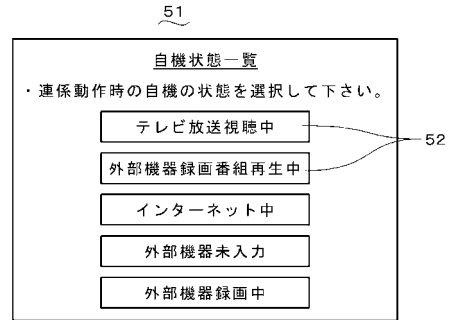 51
自機状態一覧
・連係動作時の自機の状態を選択して下さい。
テレビ放送視聴中
52
外部機器録画番組再生中
インターネット中
外部機器未入力
外部機器録画中